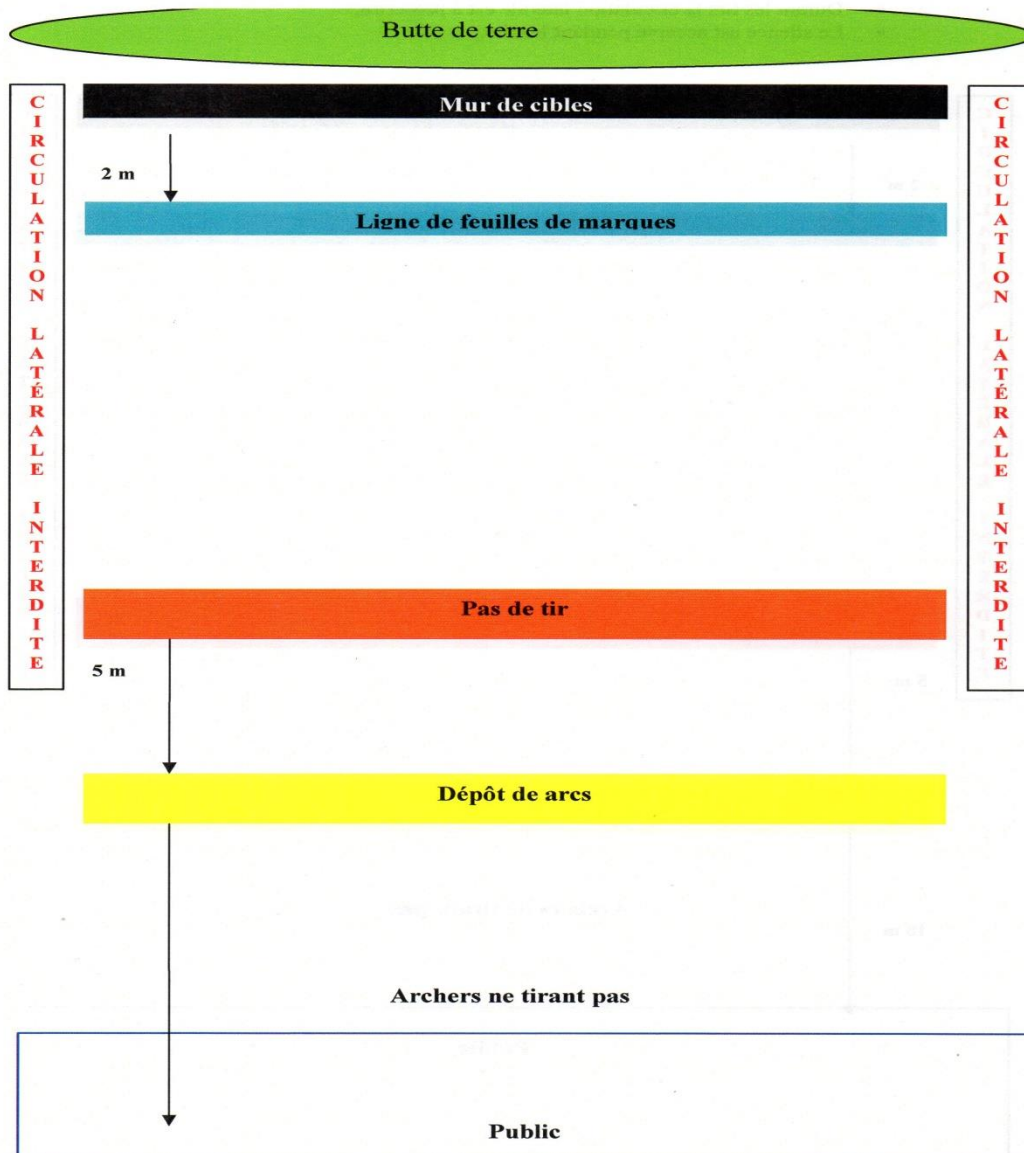 Butte de terre
Mur de cibles
2 m
Ligne de feuilles de marques
CIRCULATION LATÉRALE INTERDITE
CIRCULATION LATÉRALE INTERDITE
Pas de tir
5 m
Dépôt de arcs
Archers ne tirant pas
Public